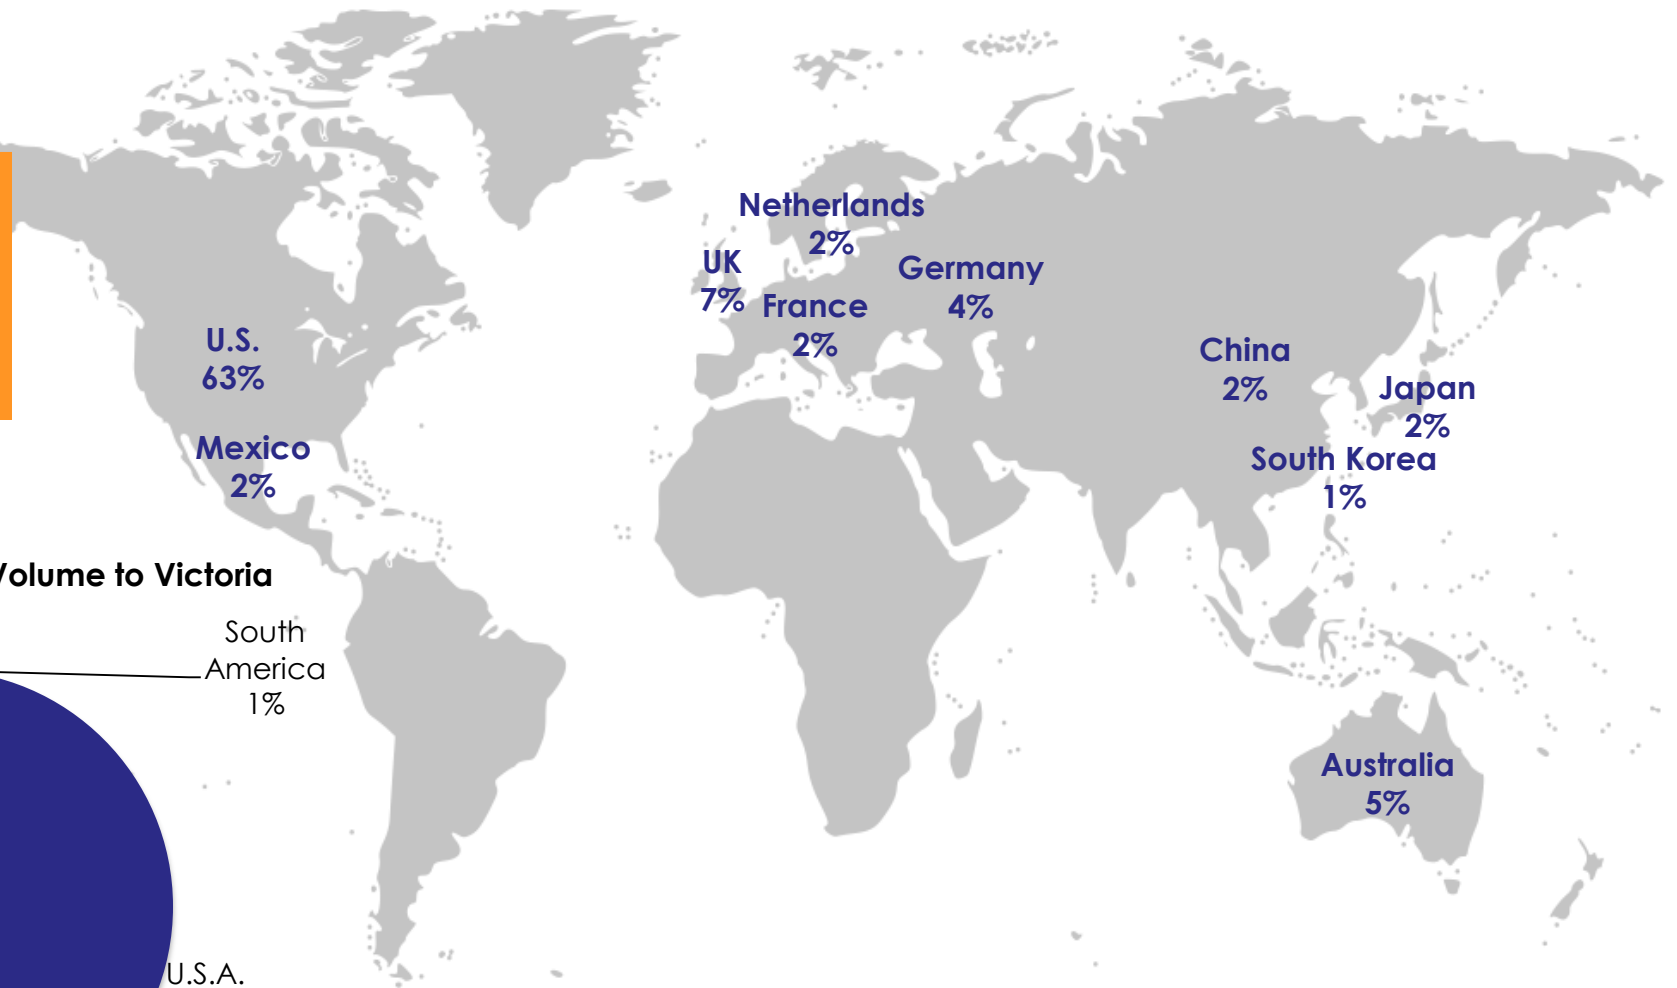 Netherlands
2%
UK
7%
Germany
4%
France
2%
U.S.
63%
China
2%
Japan
2%
Mexico
2%
South Korea
1%
Volume to Victoria
South
America
1%
Australia
5%
U.S.A.